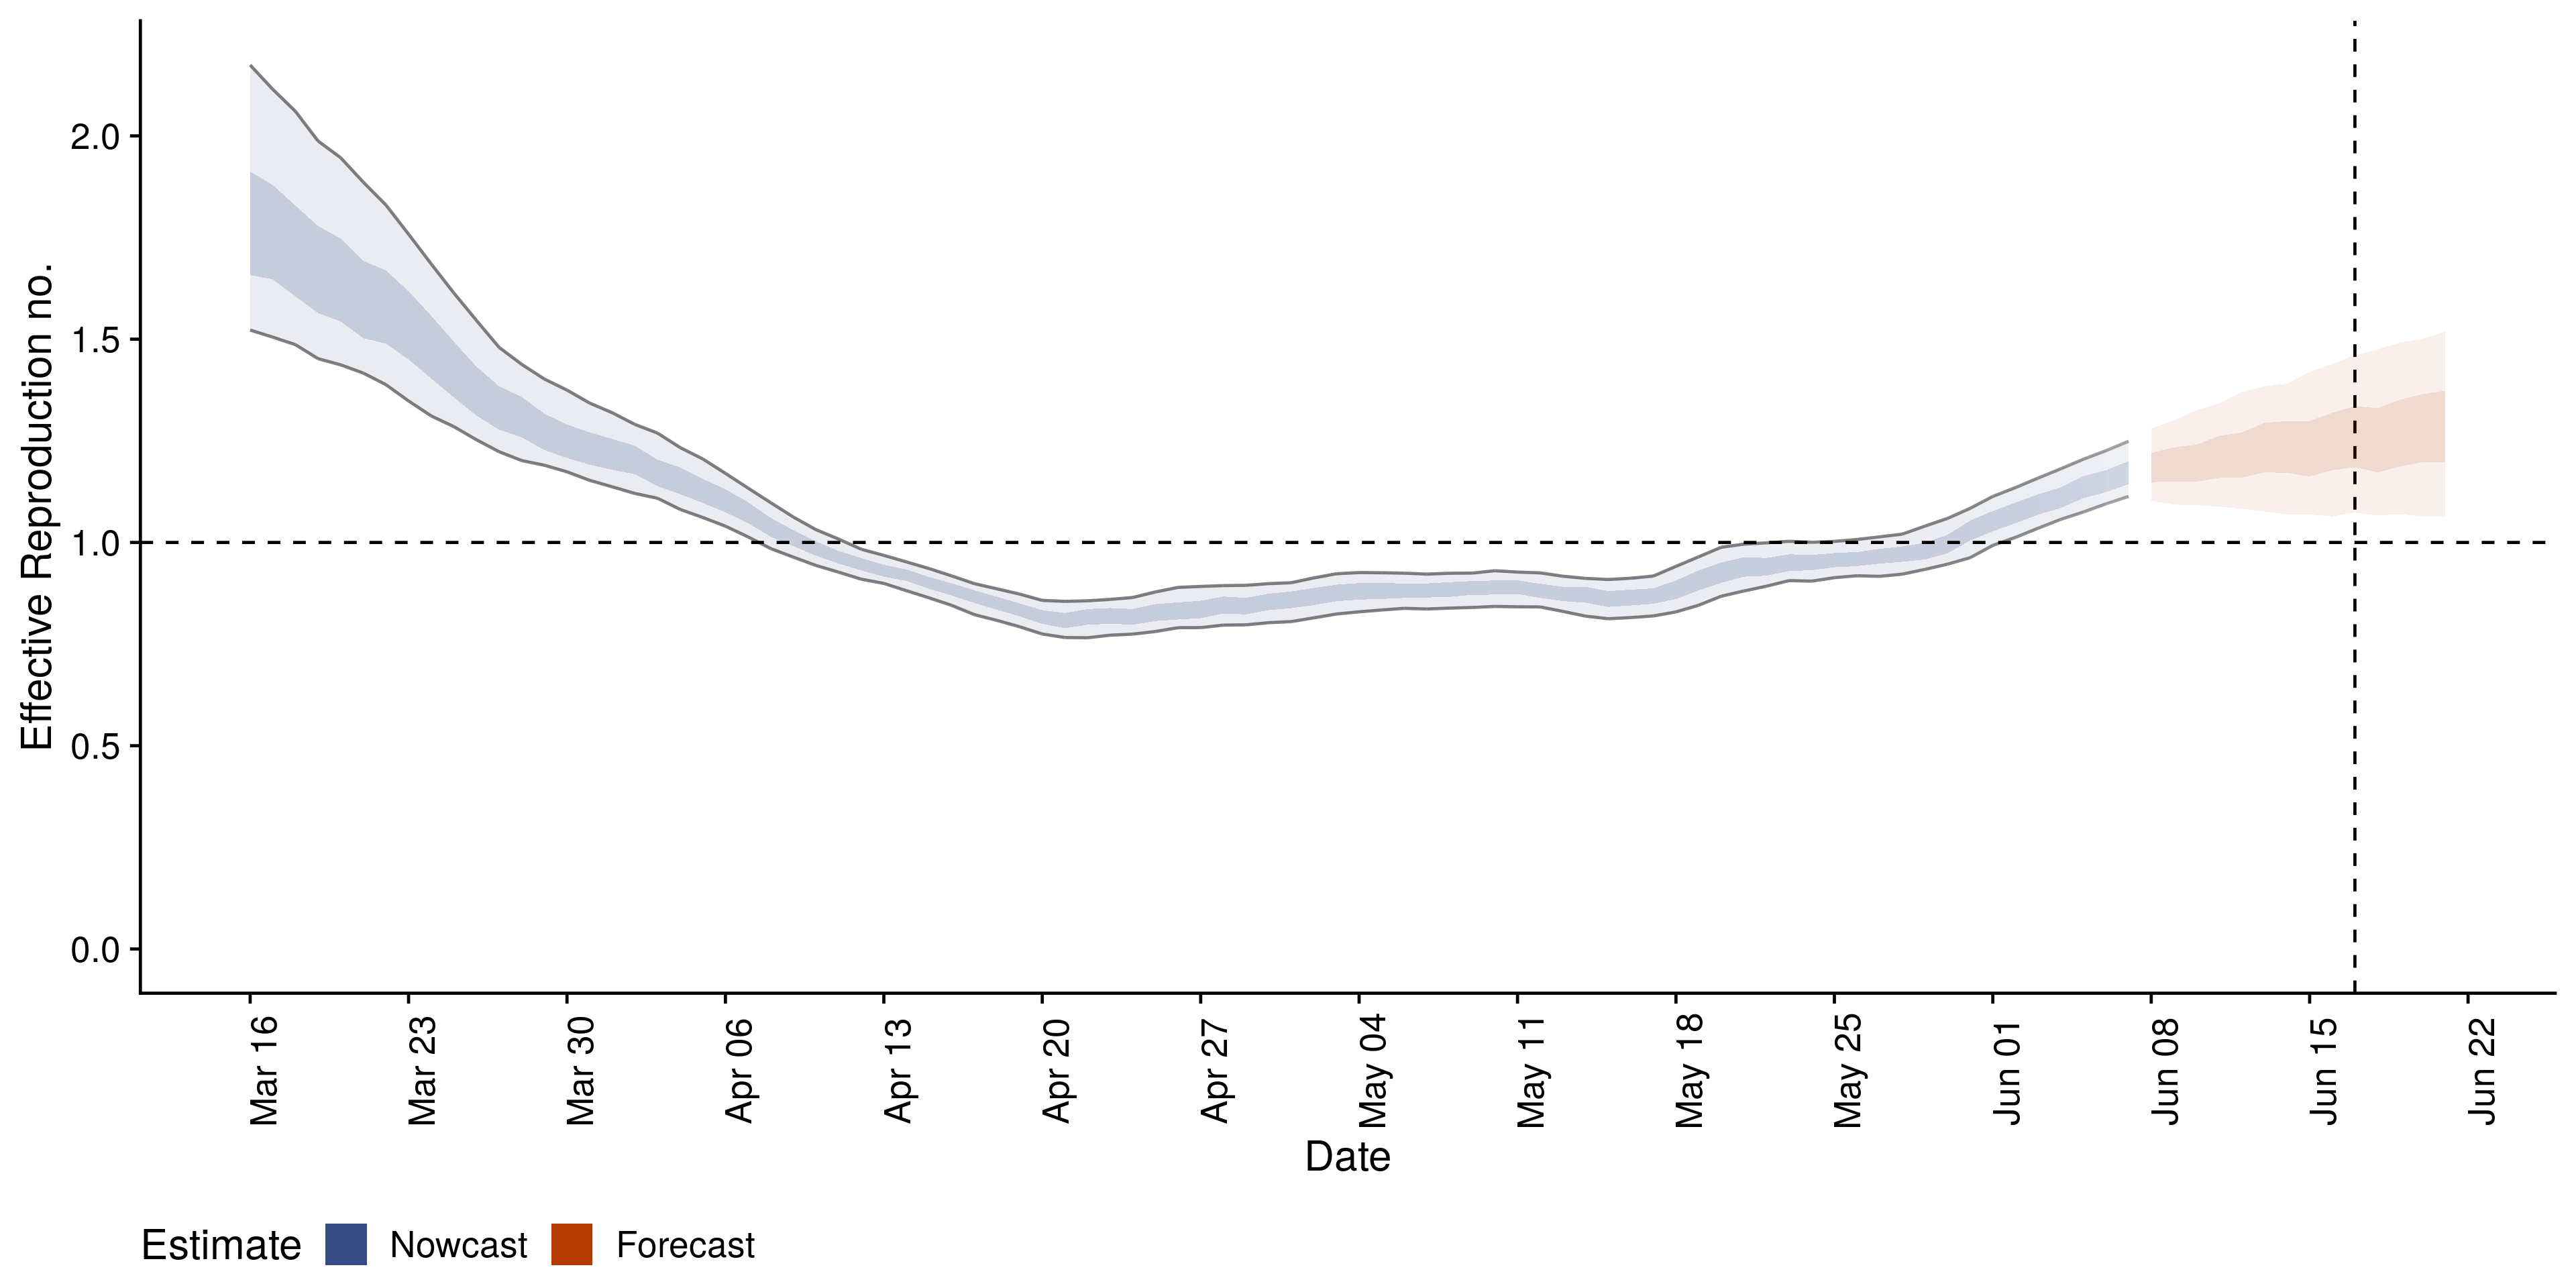 Effective Reproduction no.
2.0
1.5
1.0
0.5
0.0
Mar 16
Mar 23
Mar 30
Apr 06
Apr 13
Apr 20
Apr 27
May 04
May 11
May 18
May 25
Jun 01
Jun 08
Jun 15
Jun 22
Date
Estimate Nowcast Forecast